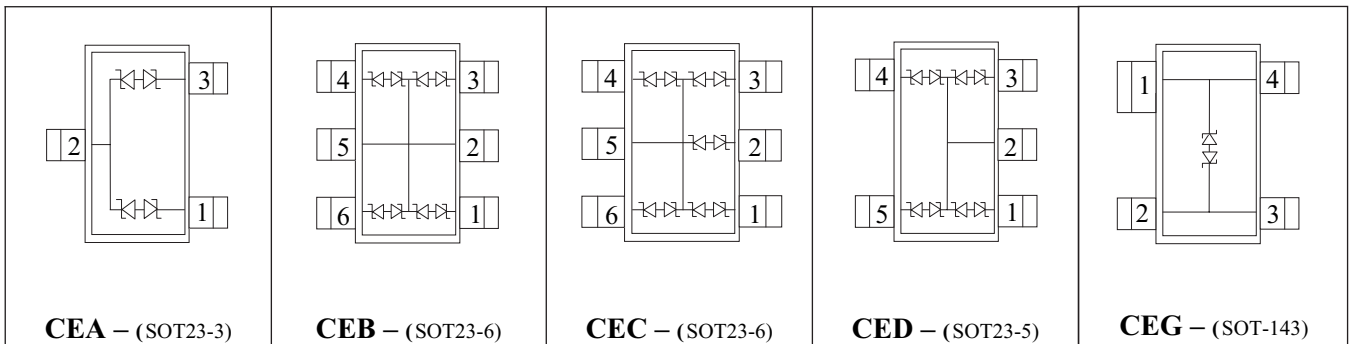 3
2
1
CEA – (SOT23-3)
4 3
5 2
6 1
CEB – (SOT23-6)
4 3
5 2
6 1
CEC – (SOT23-6)
4 3
2
5 1
CED – (SOT23-5)
1 4
2 3
CEG – (SOT-143)